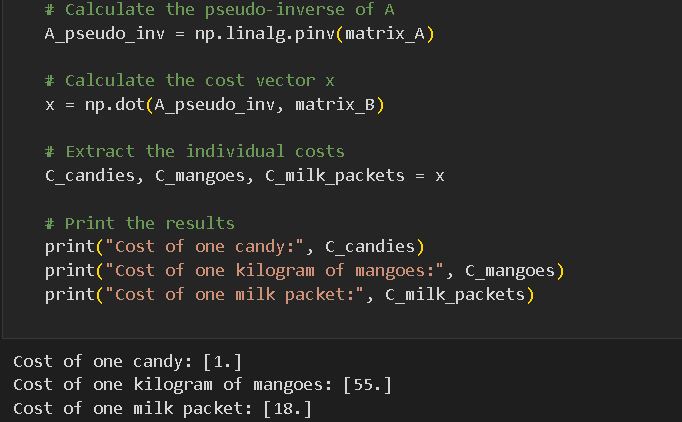 # Calculate the pseudo-inverse of A
A_pseudo_inv = np.linalg.pinv(matrix_A)
# Calculate the cost vector x
x = np.dot(A_pseudo_inv, matrix_B)
# Extract the individual costs
C_candies, C_mangoes, C_milk_packets = x
# Print the results
print("Cost of one candy:", C_candies)
print("Cost of one kilogram of mangoes:", C_mangoes)
print("Cost of one milk packet:", C_milk_packets)
Cost of one candy: [1.]
Cost of one kilogram of mangoes: [55.]
Cost of one milk packet: [18.]